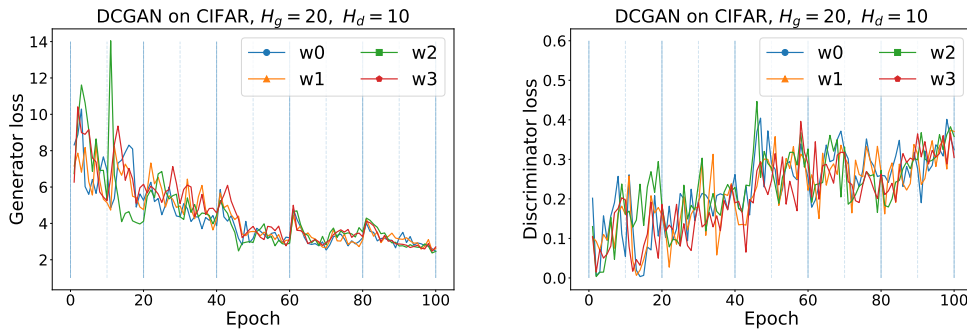 DCGAN on CIFAR, H_g = 20, H_d = 10
w0 w2
w1 w3
Generator loss
14
12
10
8
6
4
2
0 20 40 60 80 100
Epoch
DCGAN on CIFAR, H_g = 20, H_d = 10
w0 w2
w1 w3
Discriminator loss
0.6
0.5
0.4
0.3
0.2
0.1
0.0
0 20 40 60 80 100
Epoch